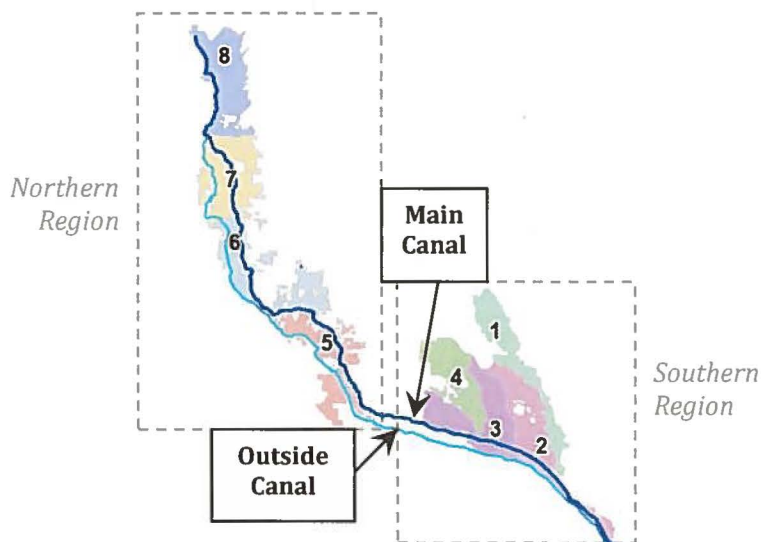 8
Northern
Region
7
6
Main
Canal
5
1
4
Southern
Region
3
2
Outside
Canal